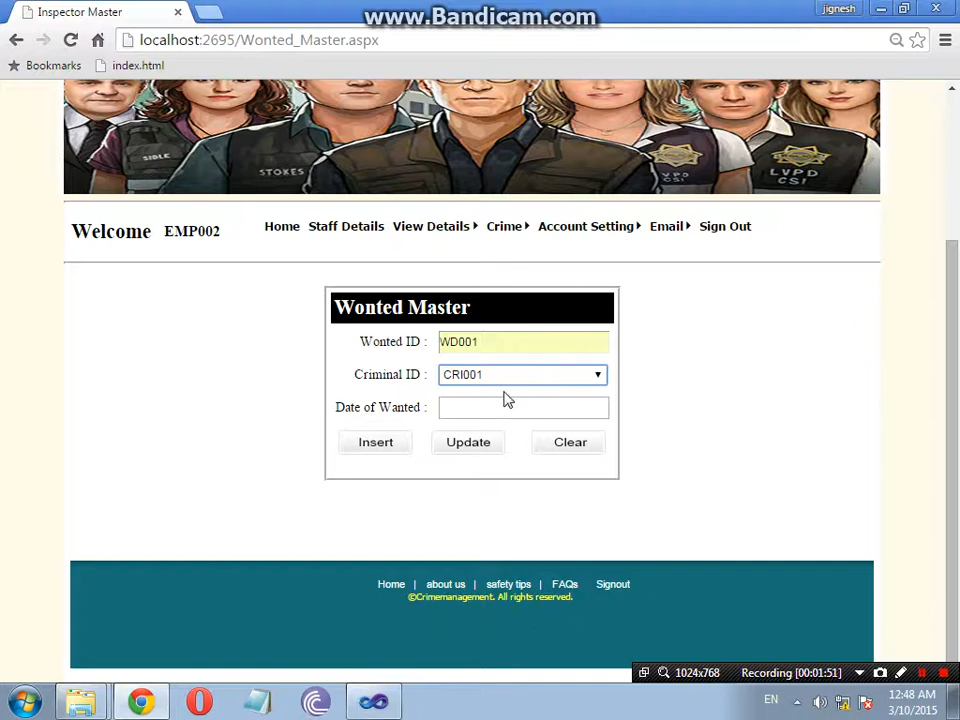 www.Bandicam.com
Inspector Master
jignesh
localhost:2695/Wonted_Master.aspx
Bookmarks
index.html
SIDLE
STOKES
LVPD
CSI
LVPD
CSI
Welcome EMP002 Home Staff Details View Details Crime Account Setting Email Sign Out
Wonted Master
Wonted ID : WD001
Criminal ID : CRI001
Date of Wanted :
Insert Update Clear
Home | about us | safety tips | FAQs Signout
©Crimemanagement. All rights reserved.
1024x768 Recording [00:01:51]
EN
12:48 AM
3/10/2015